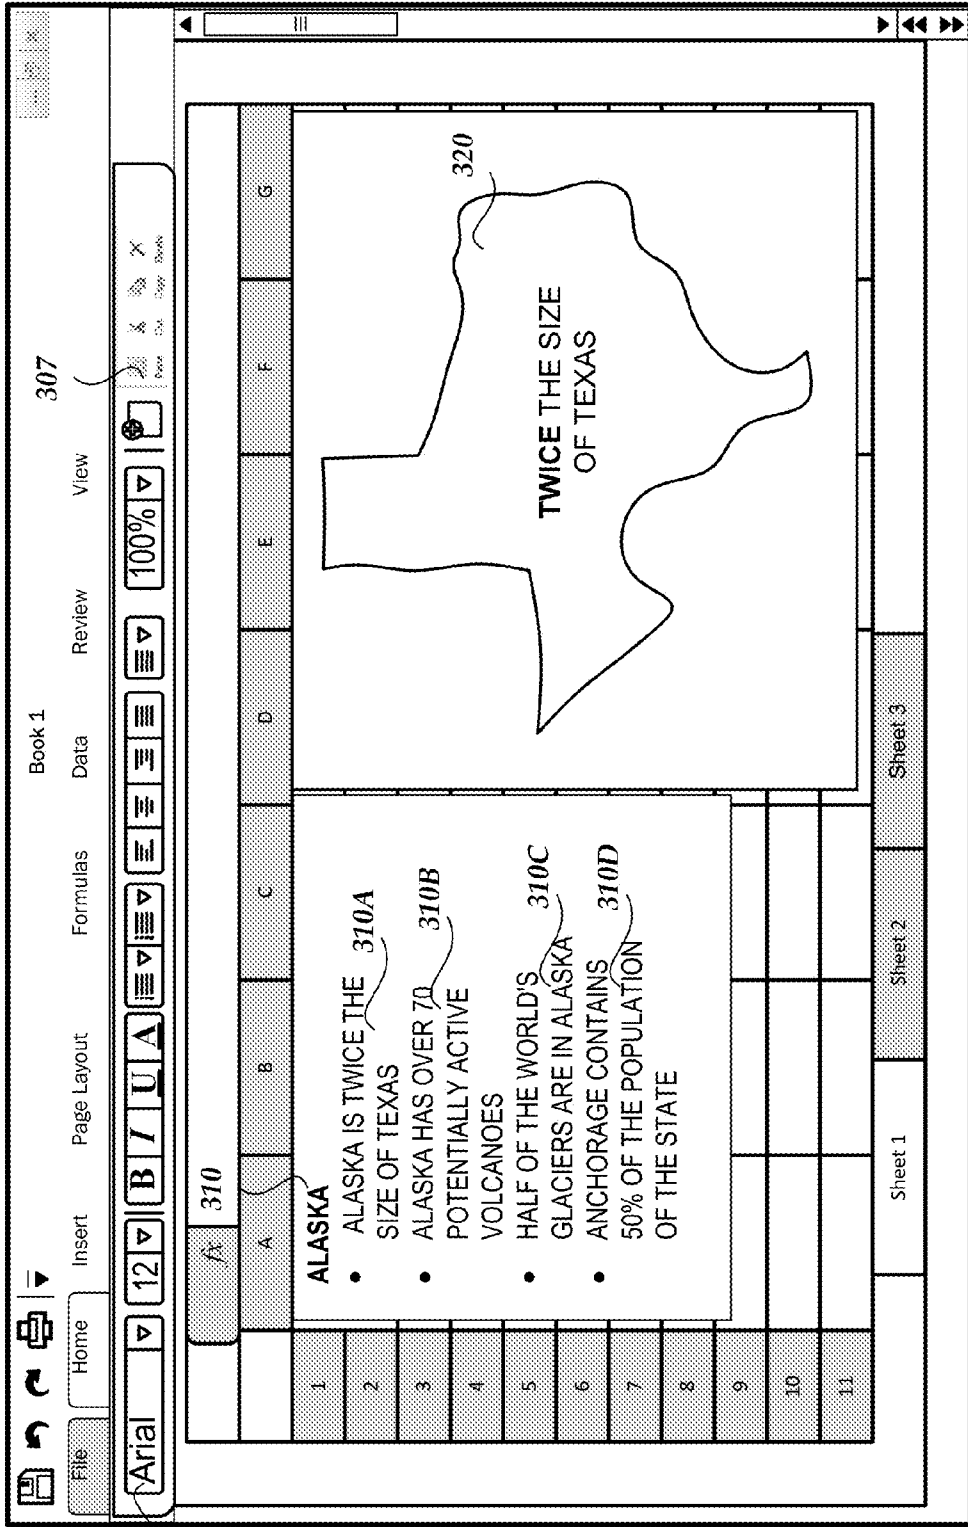 Book 1
File Home Insert Page Layout Formulas Data Review View
307
Arial 12 B I U A 100%
Paste Cut Copy
310
fx
A B C D E F G
1
2
3
4
5
6
7
8
9
10
11
ALASKA
• ALASKA IS TWICE THE
SIZE OF TEXAS
310A
• ALASKA HAS OVER 70
POTENTIALLY ACTIVE
VOLCANOES
310B
• HALF OF THE WORLD'S
GLACIERS ARE IN ALASKA
310C
• ANCHORAGE CONTAINS
50% OF THE POPULATION
OF THE STATE
310D
320
TWICE THE SIZE
OF TEXAS
Sheet 1 Sheet 2 Sheet 3